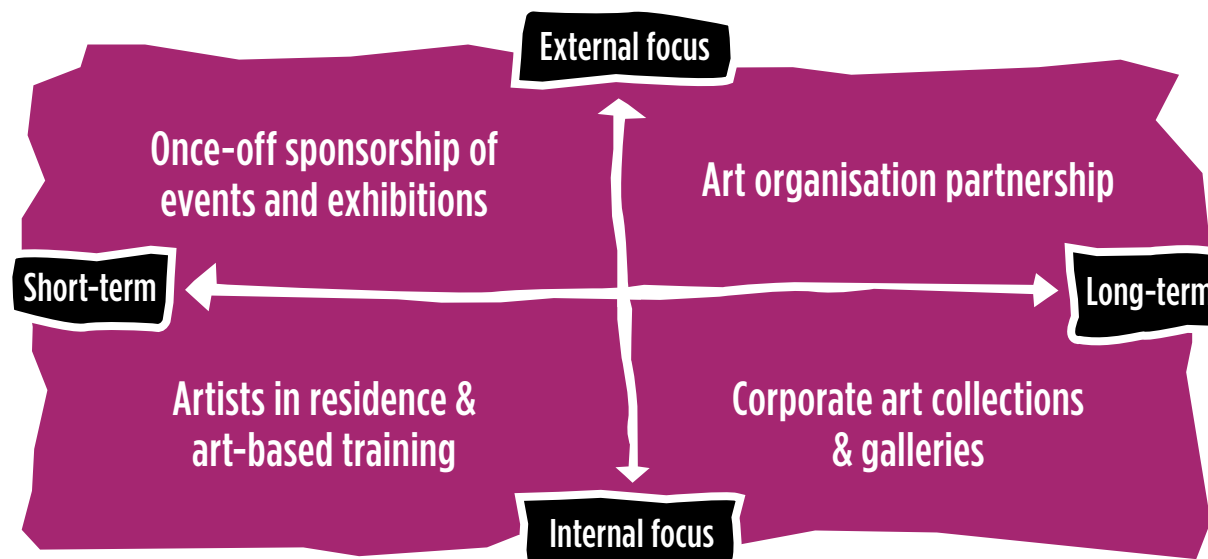 External focus
Once-off sponsorship of
events and exhibitions
Art organisation partnership
Short-term
Long-term
Artists in residence &
art-based training
Corporate art collections
& galleries
Internal focus